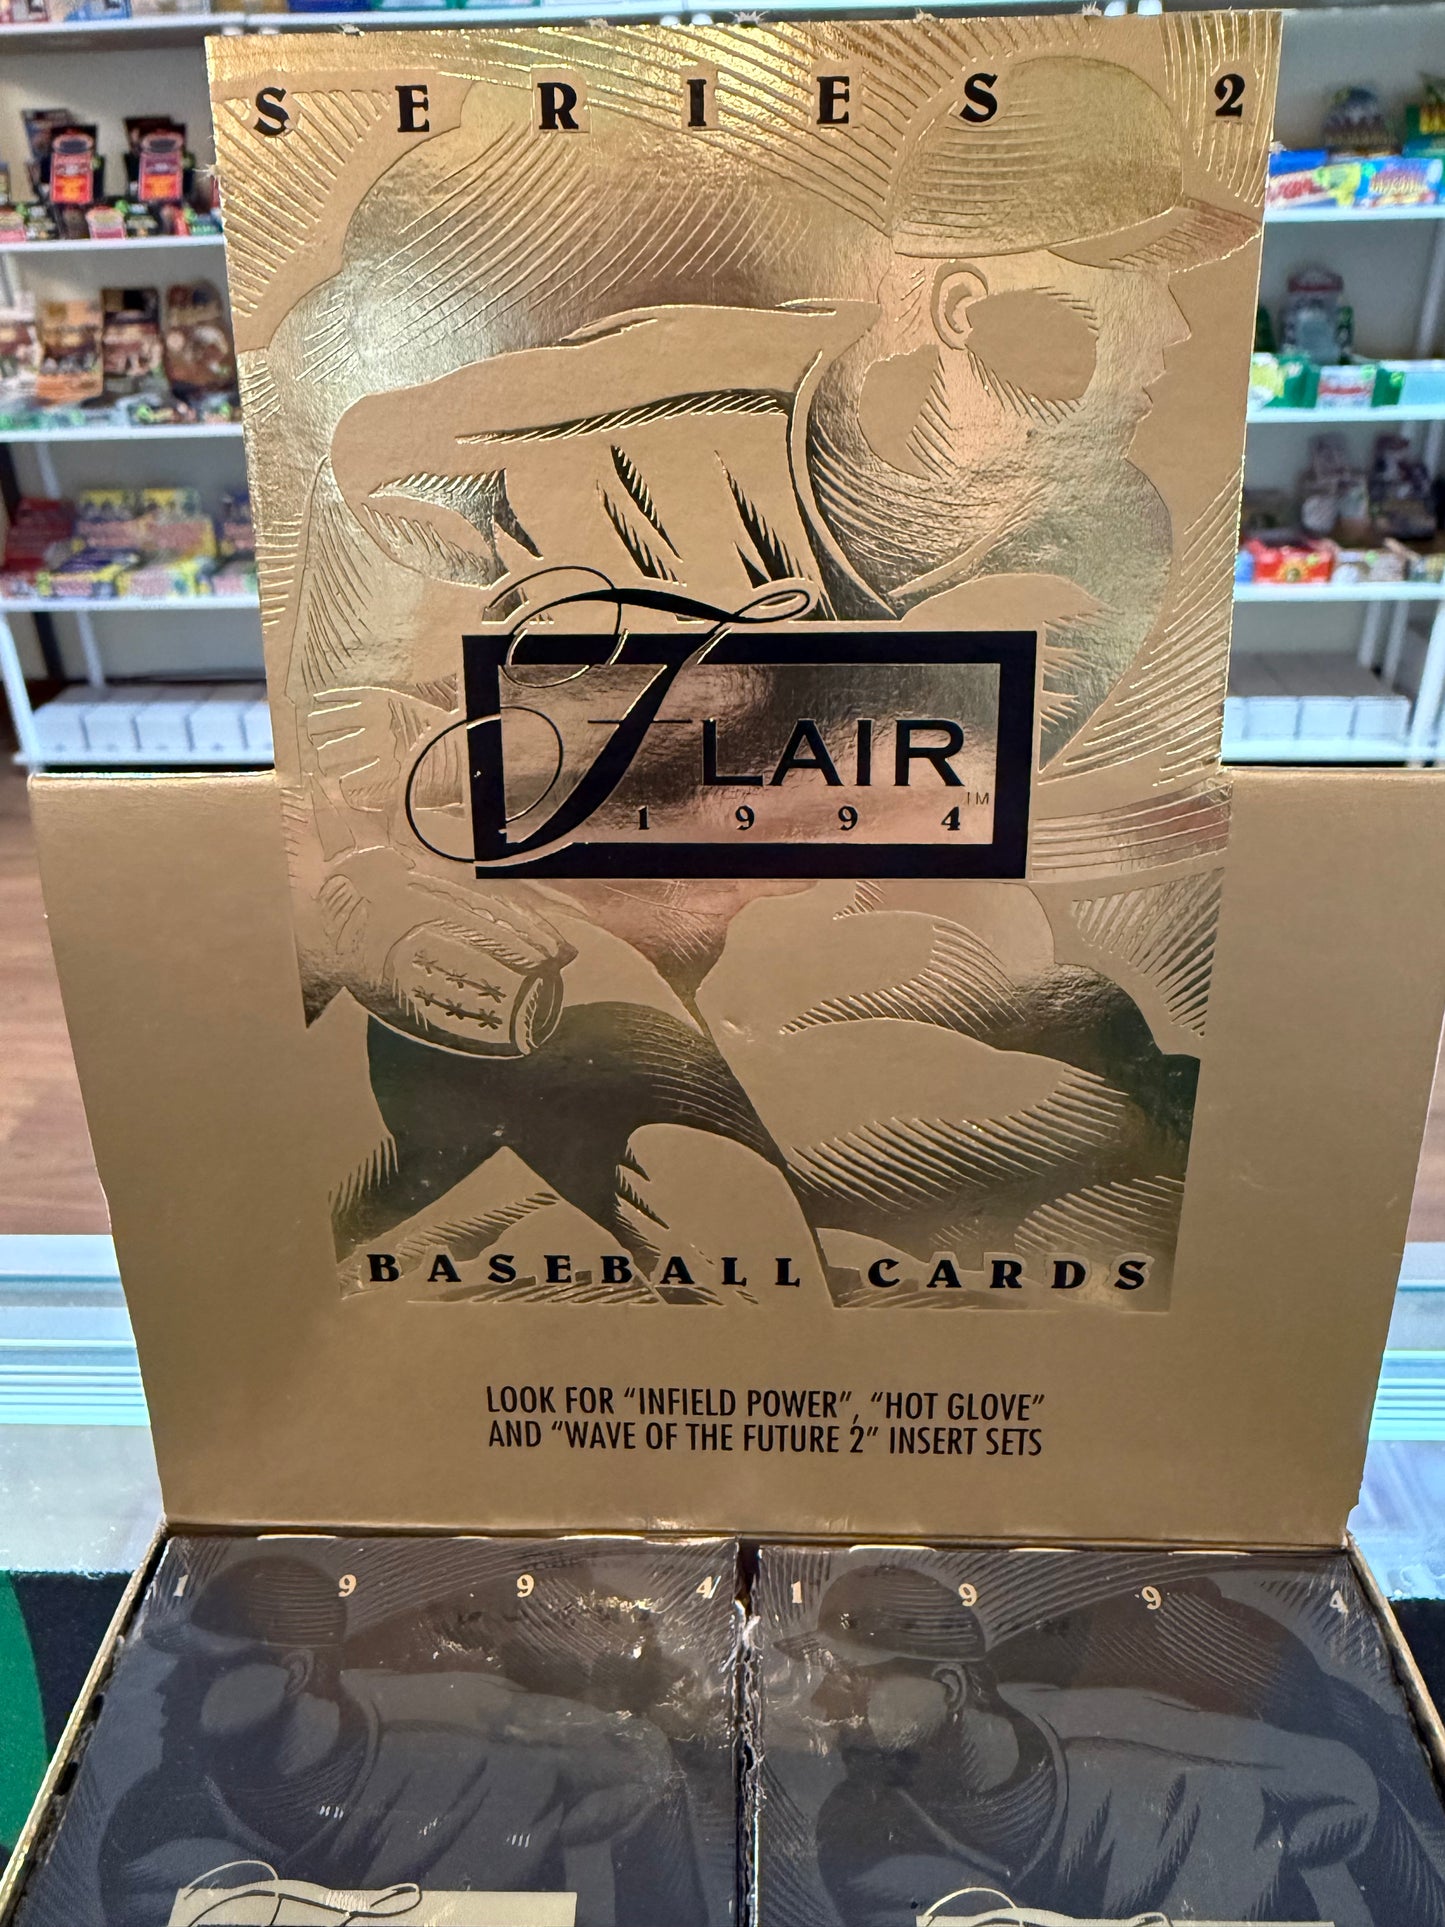 SERIES 2
FLAIR
TM
1994
BASEBALL CARDS
LOOK FOR “INFIELD POWER”, “HOT GLOVE”
AND “WAVE OF THE FUTURE 2” INSERT SETS
1994
1994